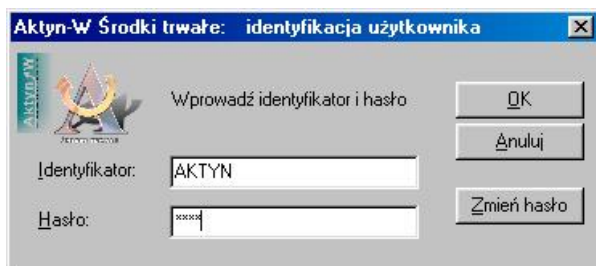 Aktyn-W Środki trwałe: identyfikacja użytkownika
Aktyn/W
Wprowadź identyfikator i hasło
OK
Anuluj
Identyfikator: AKTYN
Zmień hasło
Hasło: ****